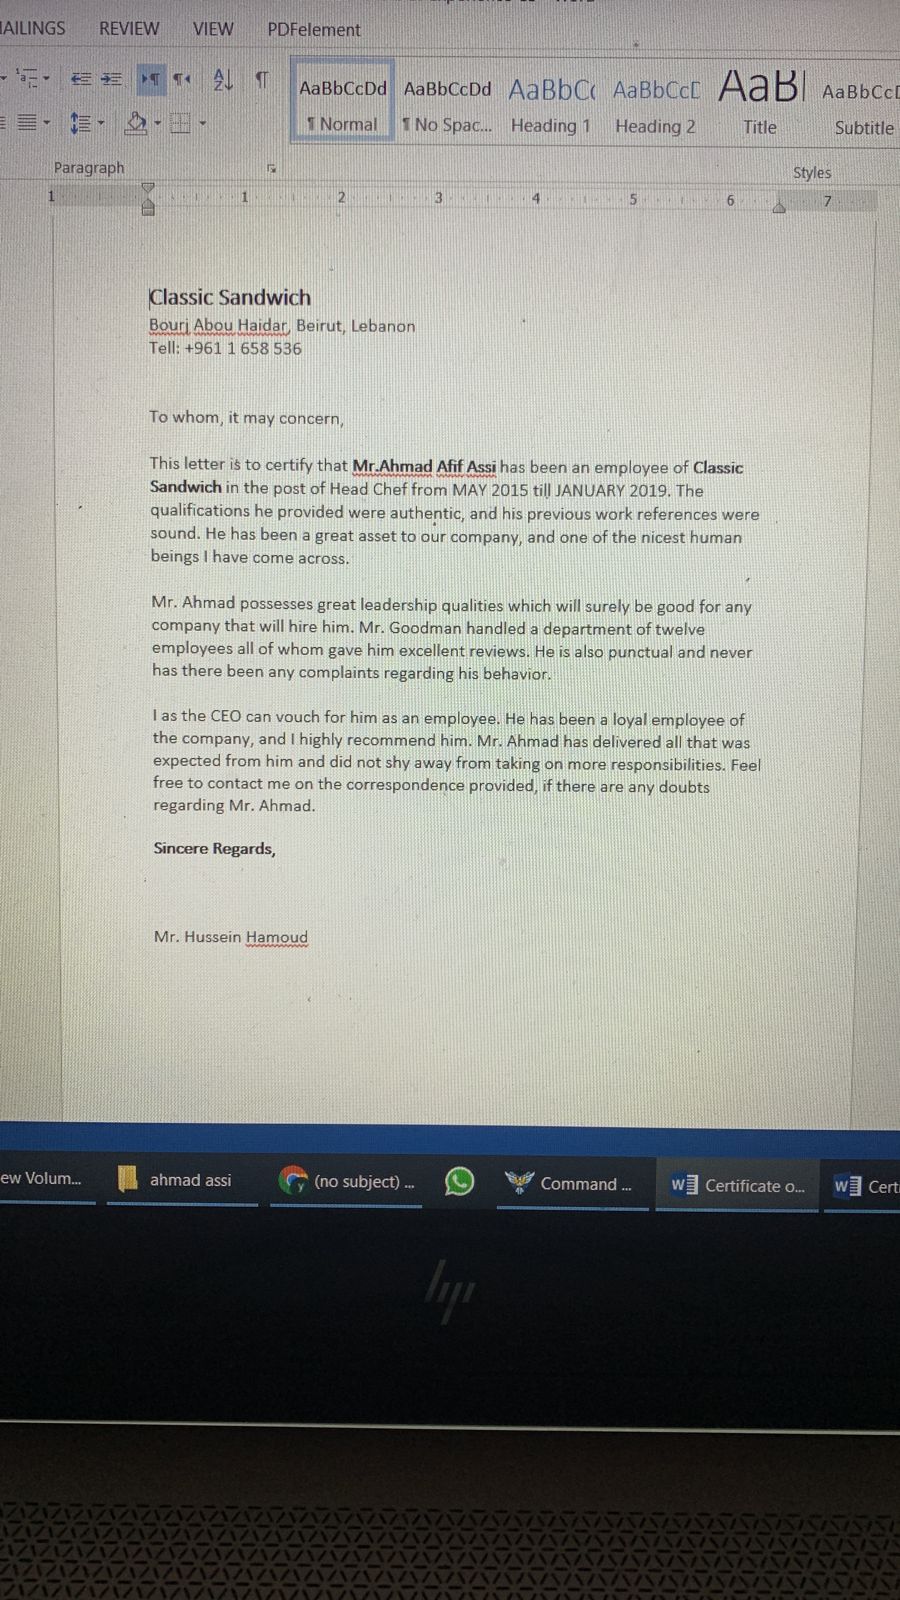 MAILINGS REVIEW VIEW PDFelement
AaBbCcDd AaBbCcDd AaBbC AaBbCcD AaB AaBbCcD
¶ Normal ¶ No Spac... Heading 1 Heading 2 Title Subtitle
Paragraph Styles
1 1 2 3 4 5 6 7
Classic Sandwich
Bourj Abou Haidar, Beirut, Lebanon
Tell: +961 1 658 536
To whom, it may concern,
This letter is to certify that Mr.Ahmad Afif Assi has been an employee of Classic
Sandwich in the post of Head Chef from MAY 2015 till JANUARY 2019. The
qualifications he provided were authentic, and his previous work references were
sound. He has been a great asset to our company, and one of the nicest human
beings I have come across.
Mr. Ahmad possesses great leadership qualities which will surely be good for any
company that will hire him. Mr. Goodman handled a department of twelve
employees all of whom gave him excellent reviews. He is also punctual and never
has there been any complaints regarding his behavior.
I as the CEO can vouch for him as an employee. He has been a loyal employee of
the company, and I highly recommend him. Mr. Ahmad has delivered all that was
expected from him and did not shy away from taking on more responsibilities. Feel
free to contact me on the correspondence provided, if there are any doubts
regarding Mr. Ahmad.
Sincere Regards,
Mr. Hussein Hamoud
ew Volum... ahmad assi (no subject) ... Command ... Certificate o... Cert
hp